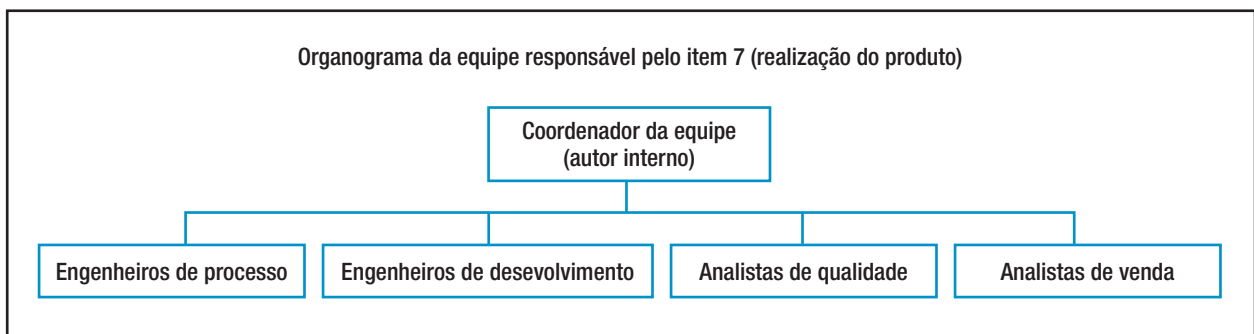 Organograma da equipe responsável pelo item 7 (realização do produto)
Coordenador da equipe
(autor interno)
Engenheiros de processo
Engenheiros de desevolvimento
Analistas de qualidade
Analistas de venda